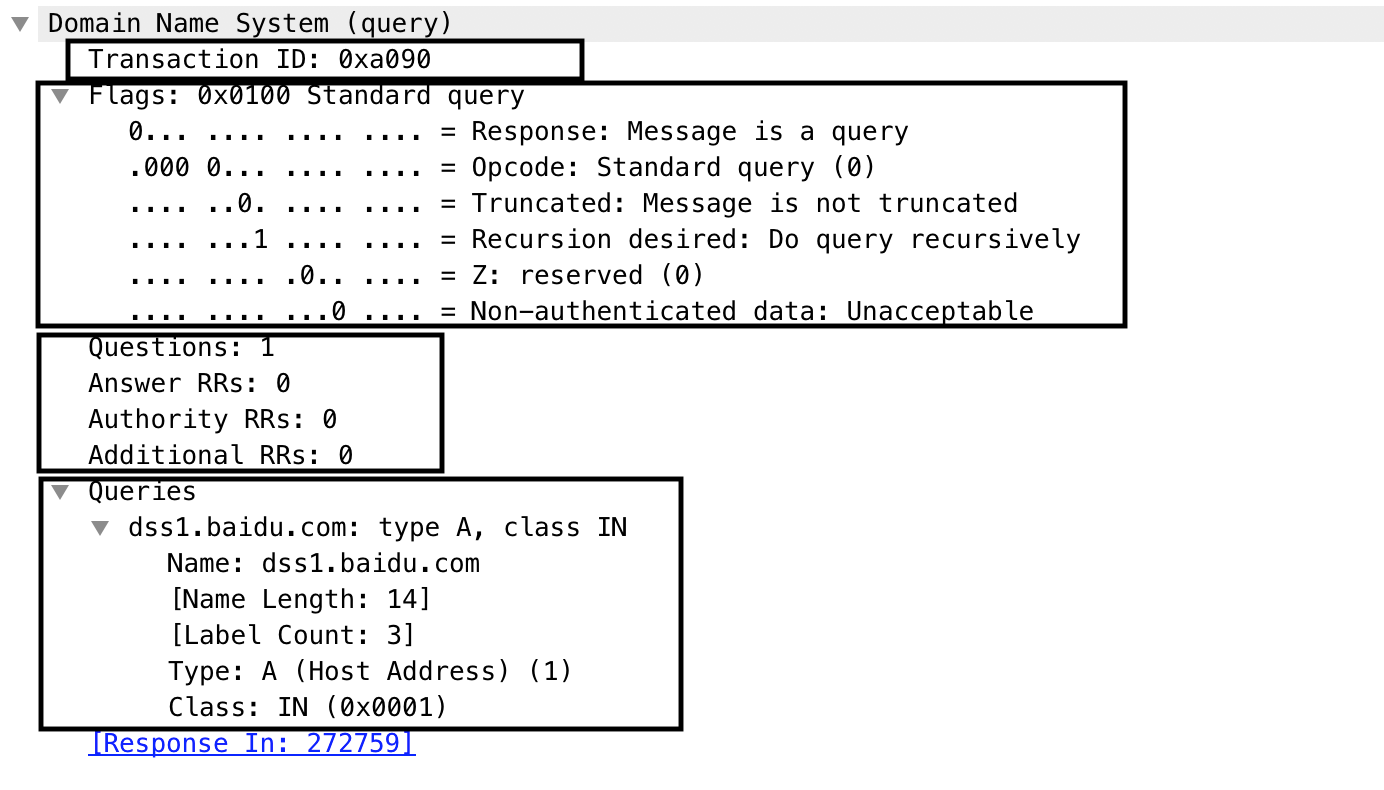 Domain Name System (query)
Transaction ID: 0xa090
Flags: 0x0100 Standard query
0... .... .... .... = Response: Message is a query
.000 0... .... .... = Opcode: Standard query (0)
.... ..0. .... .... = Truncated: Message is not truncated
.... ...1 .... .... = Recursion desired: Do query recursively
.... .... .0.. .... = Z: reserved (0)
.... .... ...0 .... = Non-authenticated data: Unacceptable
Questions: 1
Answer RRs: 0
Authority RRs: 0
Additional RRs: 0
Queries
dss1.baidu.com: type A, class IN
Name: dss1.baidu.com
[Name Length: 14]
[Label Count: 3]
Type: A (Host Address) (1)
Class: IN (0x0001)
[Response In: 272759]